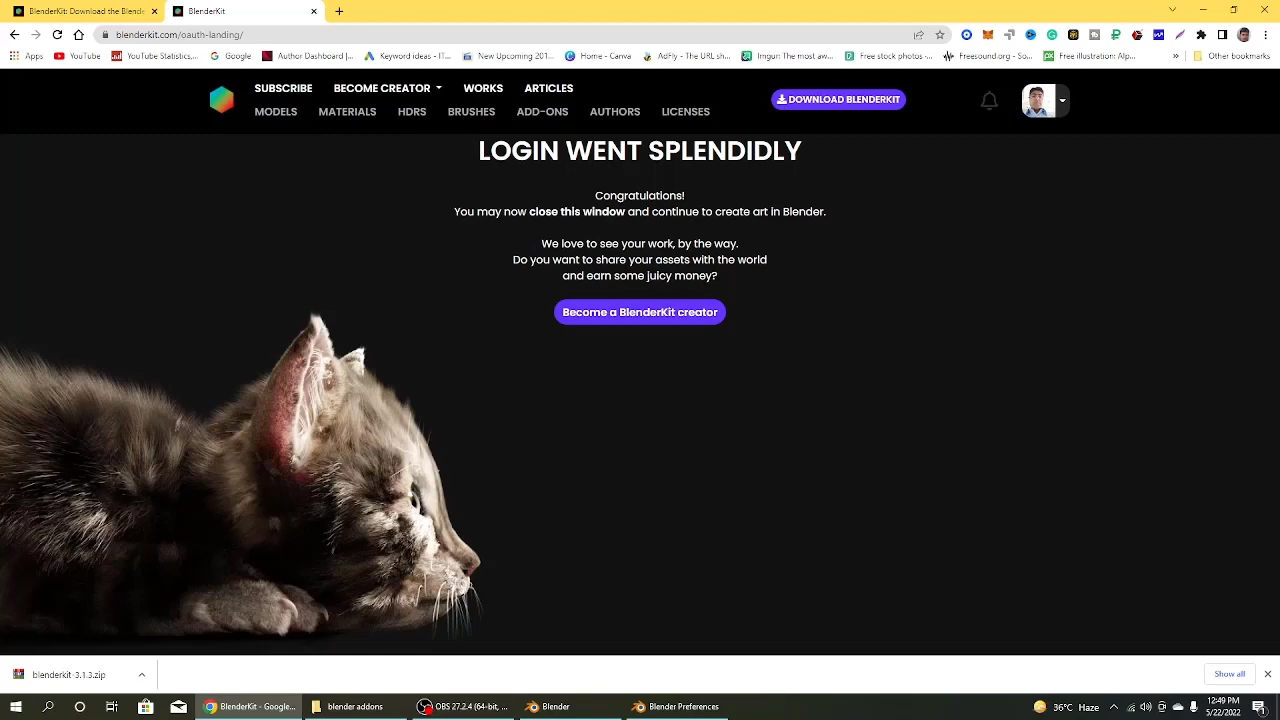 BlenderKit: Download the Blende
BlenderKit
blenderkit.com/oauth-landing/
Apps
YouTube
YouTube Statistics,...
Google
Author Dashboard |...
Keyword ideas - IT...
New Upcoming 201...
Home - Canva
AdFly - The URL sh...
Imgur: The most aw...
Free stock photos -...
Freesound.org - So...
Free illustration: Alp...
»
Other bookmarks
SUBSCRIBE
BECOME CREATOR
WORKS
ARTICLES
MODELS
MATERIALS
HDRS
BRUSHES
ADD-ONS
AUTHORS
LICENSES
DOWNLOAD BLENDERKIT
LOGIN WENT SPLENDIDLY
Congratulations!
You may now close this window and continue to create art in Blender.
We love to see your work, by the way.
Do you want to share your assets with the world
and earn some juicy money?
Become a BlenderKit creator
blenderkit-3.1.3.zip
Show all
BlenderKit - Google...
blender addons
OBS 27.2.4 (64-bit, ...
Blender
Blender Preferences
36°C Haze
12:49 PM
5/22/2022